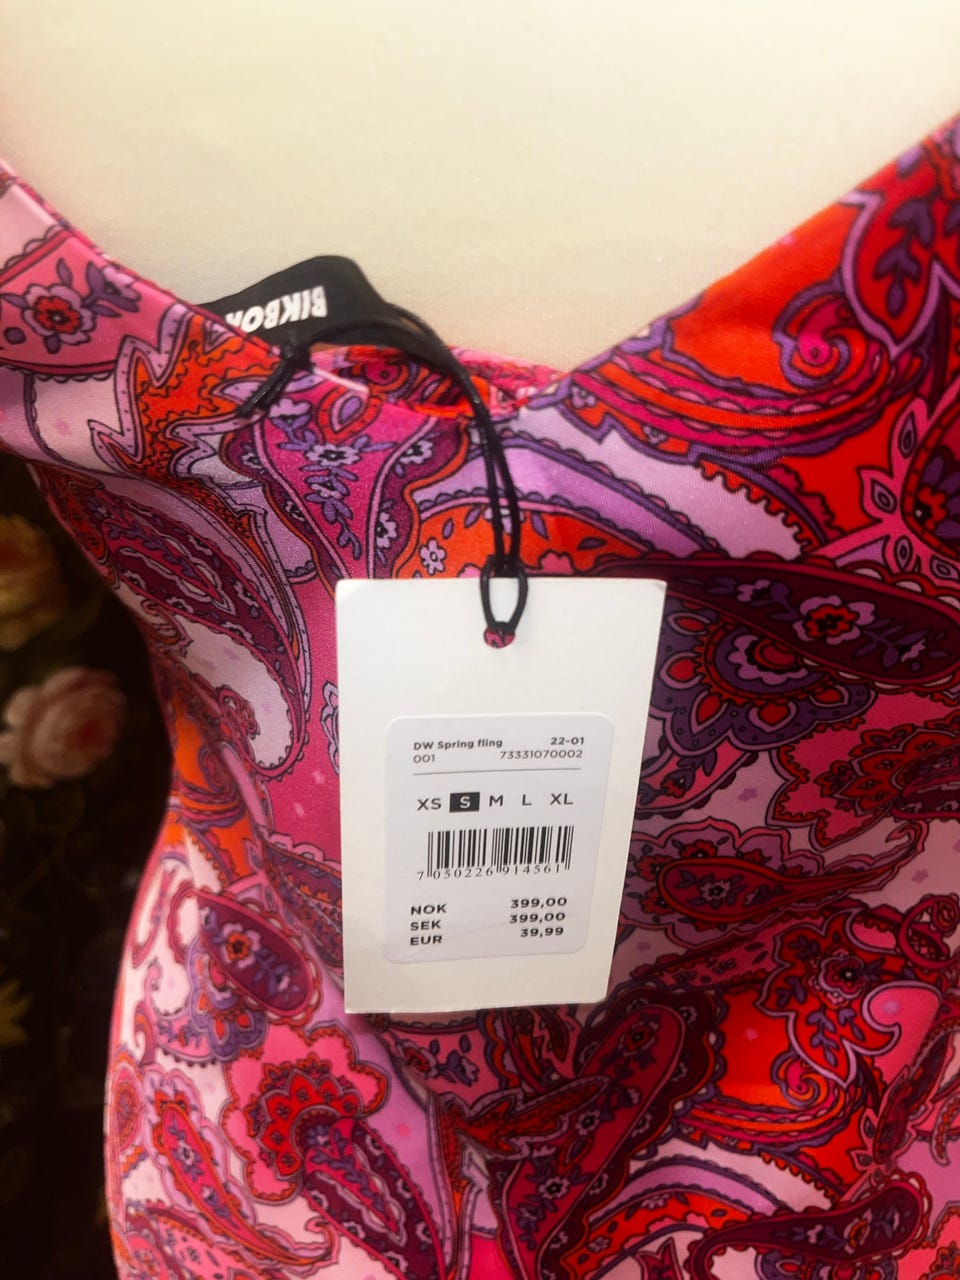 BIKBOK
DW Spring fling 22-01
001 73331070002
XS S M L XL
7 050226 914561
NOK 399,00
SEK 399,00
EUR 39,99